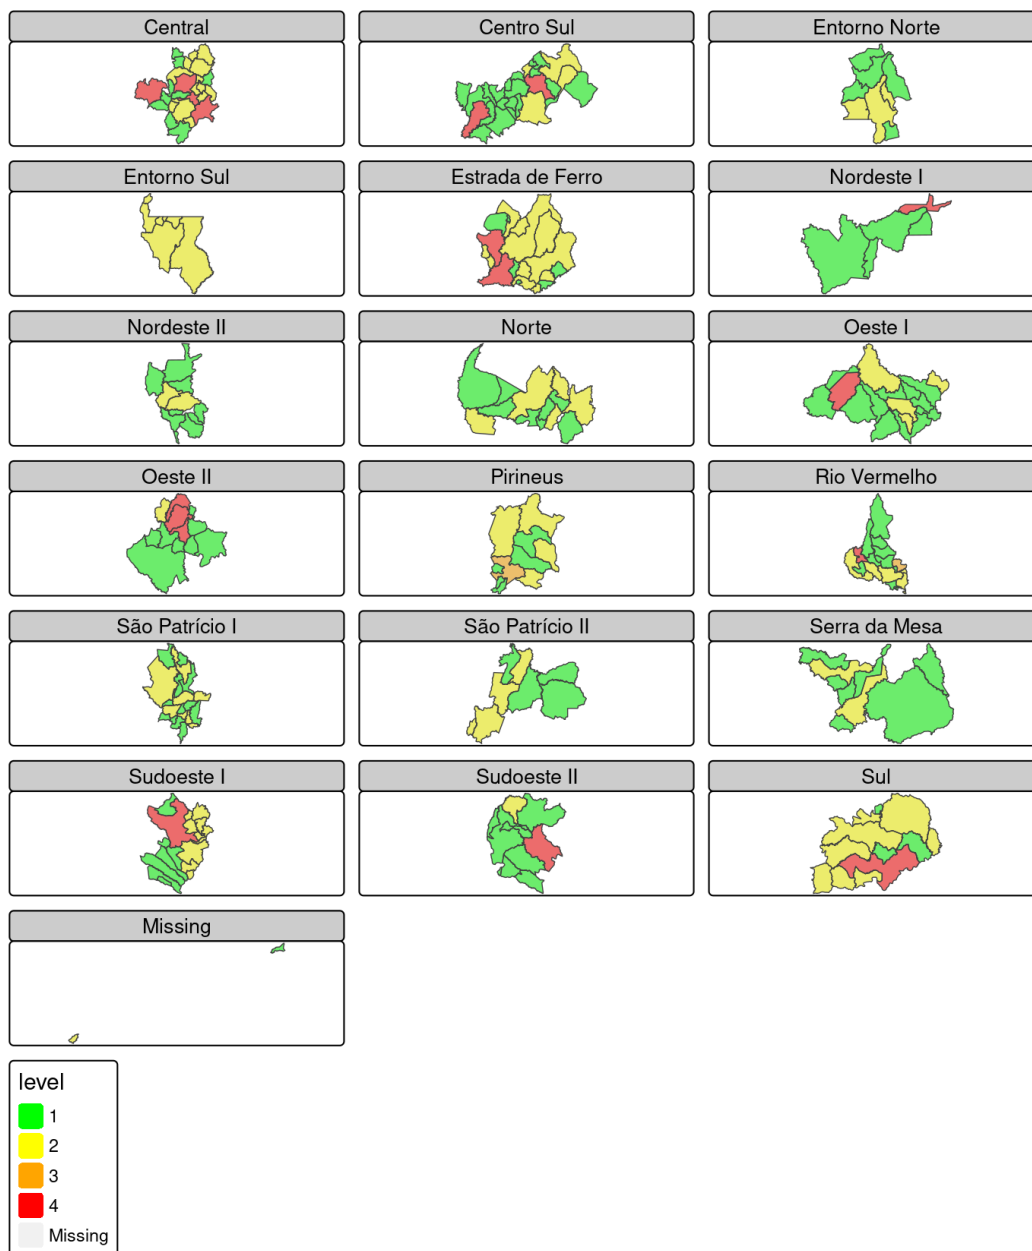 Central
Centro Sul
Entorno Norte
Entorno Sul
Estrada de Ferro
Nordeste I
Nordeste II
Norte
Oeste I
Oeste II
Pirineus
Rio Vermelho
São Patrício I
São Patrício II
Serra da Mesa
Sudoeste I
Sudoeste II
Sul
Missing
level
1
2
3
4
Missing